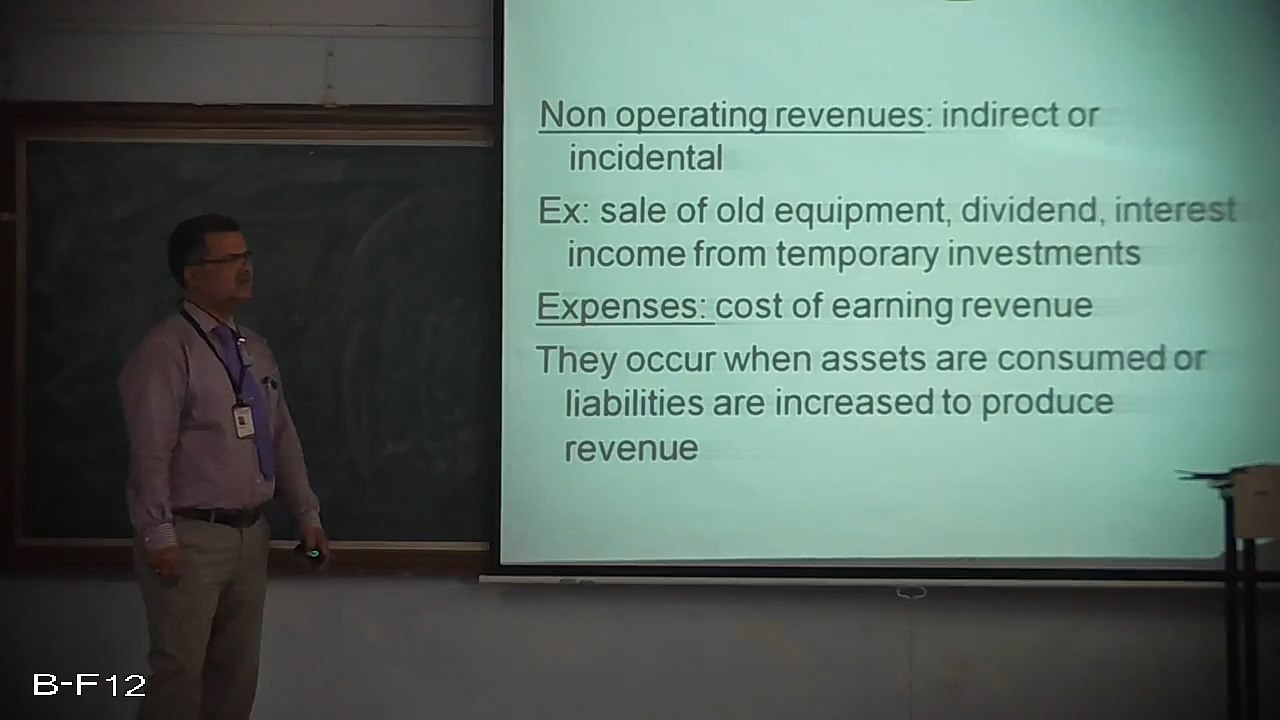 Non operating revenues: indirect or
incidental
Ex: sale of old equipment, dividend, interest
income from temporary investments
Expenses: cost of earning revenue
They occur when assets are consumed or
liabilities are increased to produce
revenue
B-F12